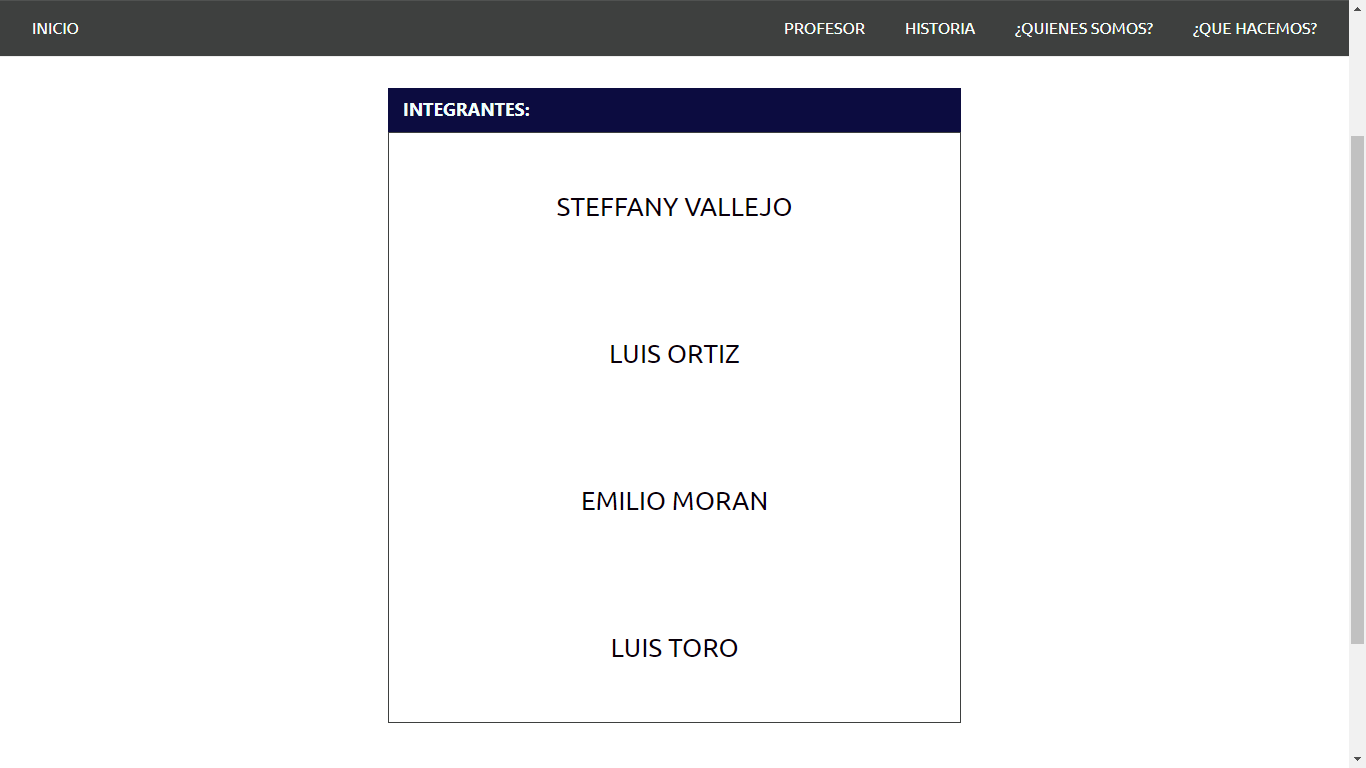 INICIO PROFESOR HISTORIA ¿QUIENES SOMOS? ¿QUE HACEMOS?
INTEGRANTES:
STEFFANY VALLEJO
LUIS ORTIZ
EMILIO MORAN
LUIS TORO